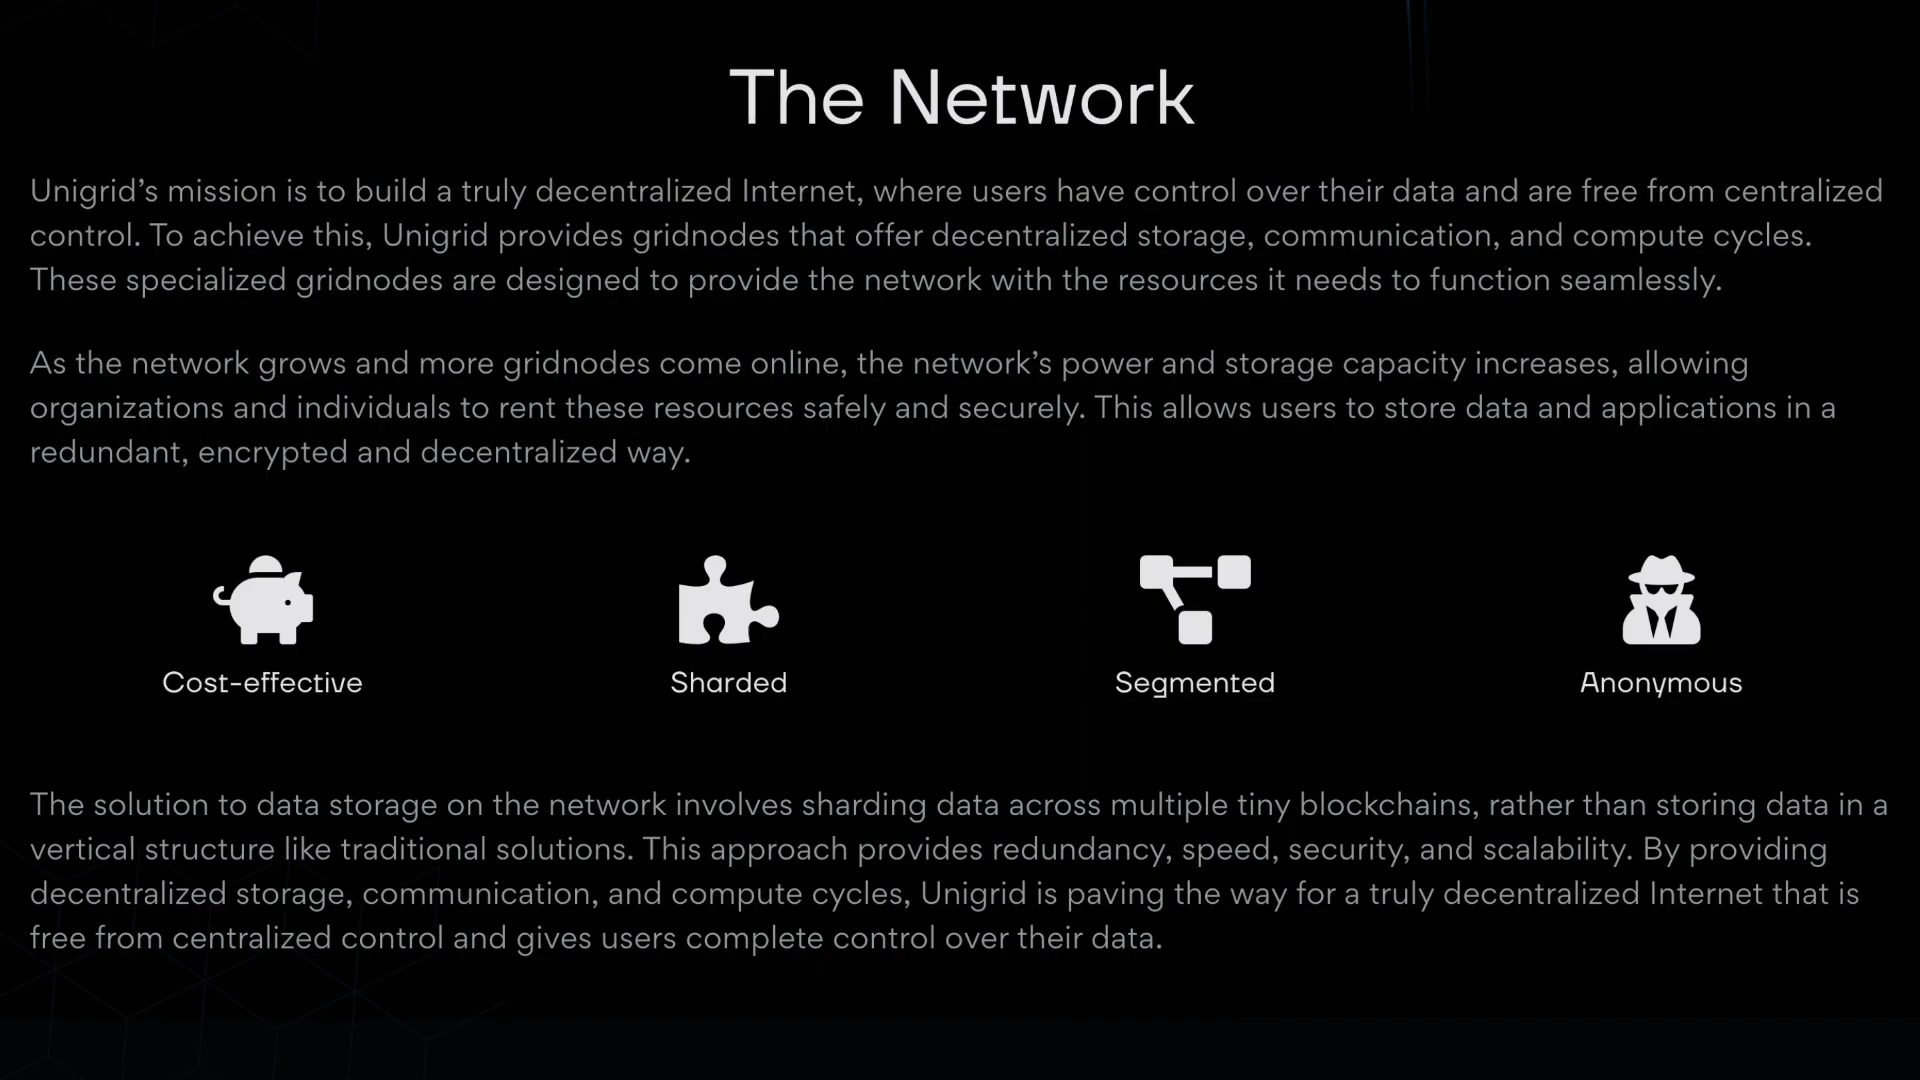 The Network
Unigrid’s mission is to build a truly decentralized Internet, where users have control over their data and are free from centralized
control. To achieve this, Unigrid provides gridnodes that offer decentralized storage, communication, and compute cycles.
These specialized gridnodes are designed to provide the network with the resources it needs to function seamlessly.
As the network grows and more gridnodes come online, the network’s power and storage capacity increases, allowing
organizations and individuals to rent these resources safely and securely. This allows users to store data and applications in a
redundant, encrypted and decentralized way.
Cost-effective
Sharded
Segmented
Anonymous
The solution to data storage on the network involves sharding data across multiple tiny blockchains, rather than storing data in a
vertical structure like traditional solutions. This approach provides redundancy, speed, security, and scalability. By providing
decentralized storage, communication, and compute cycles, Unigrid is paving the way for a truly decentralized Internet that is
free from centralized control and gives users complete control over their data.